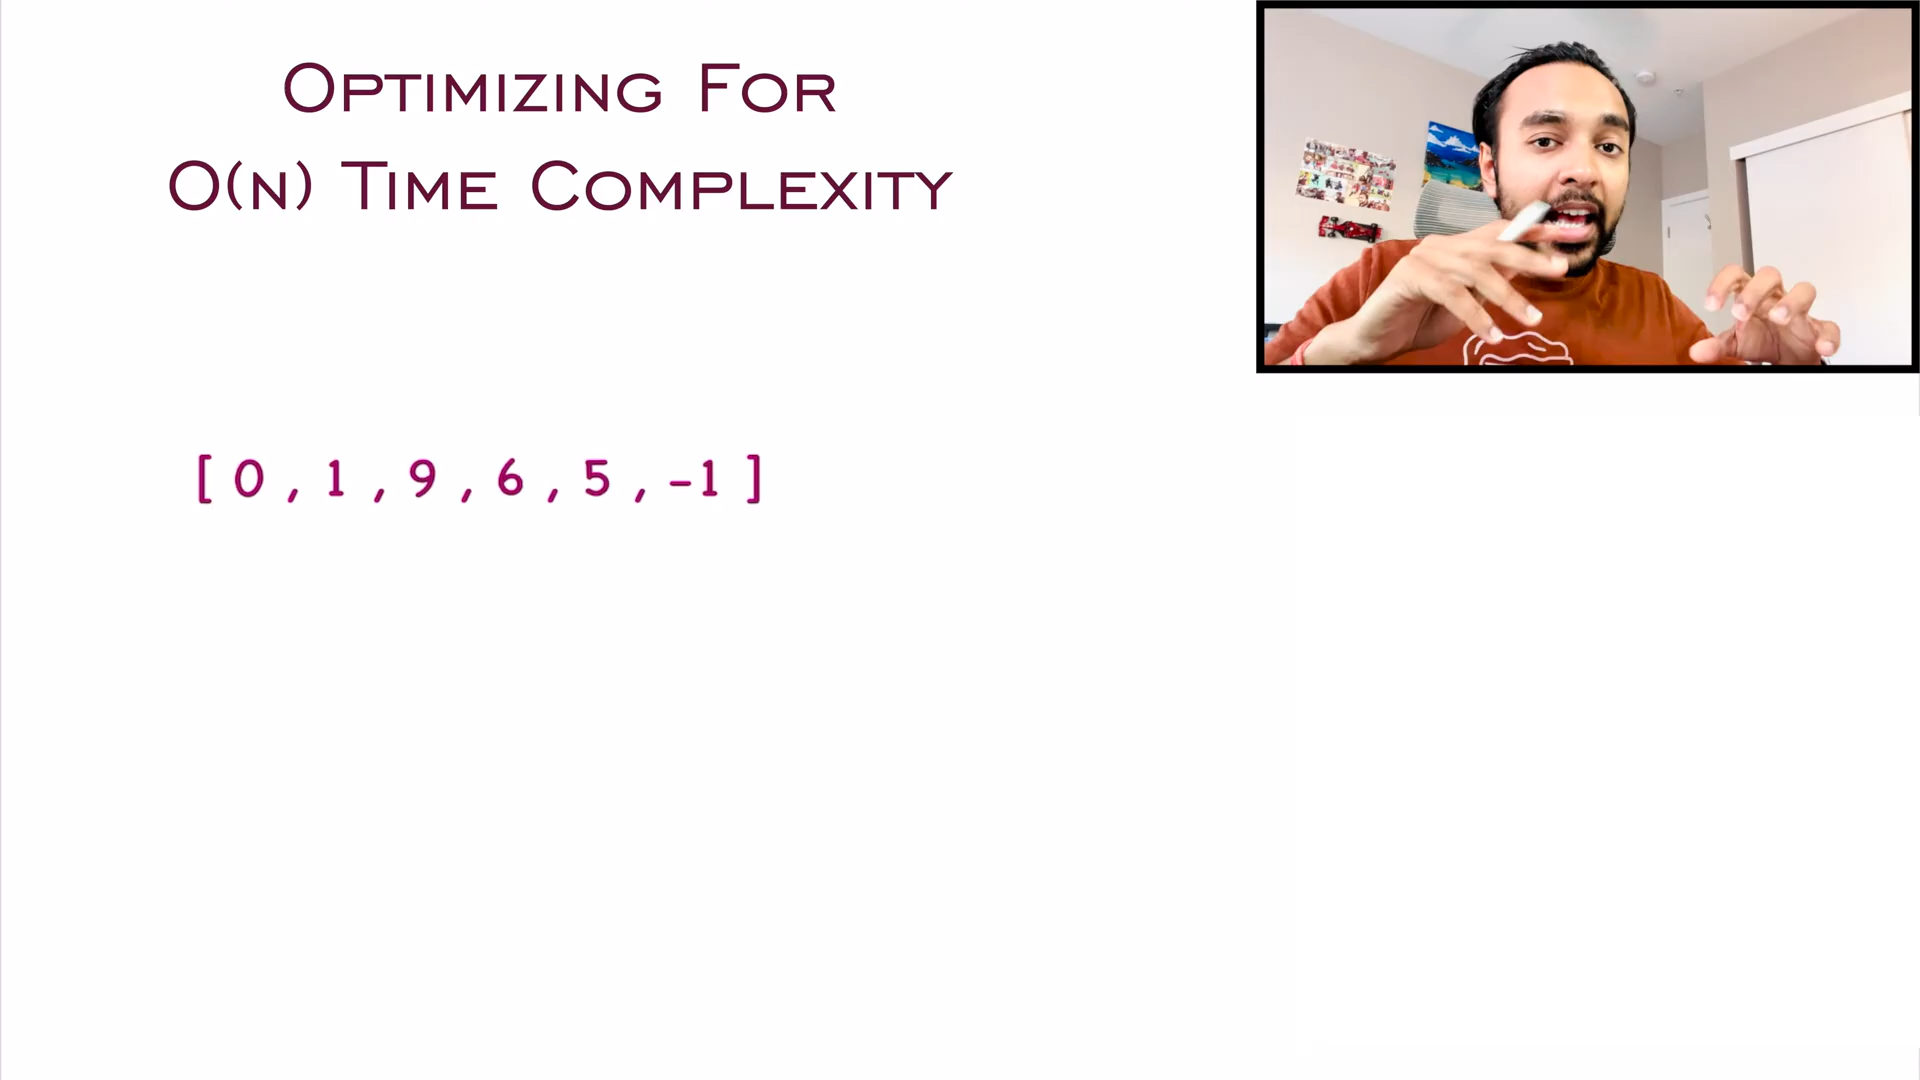 Optimizing For
O(n) Time Complexity
[ 0 , 1 , 9 , 6 , 5 , -1 ]